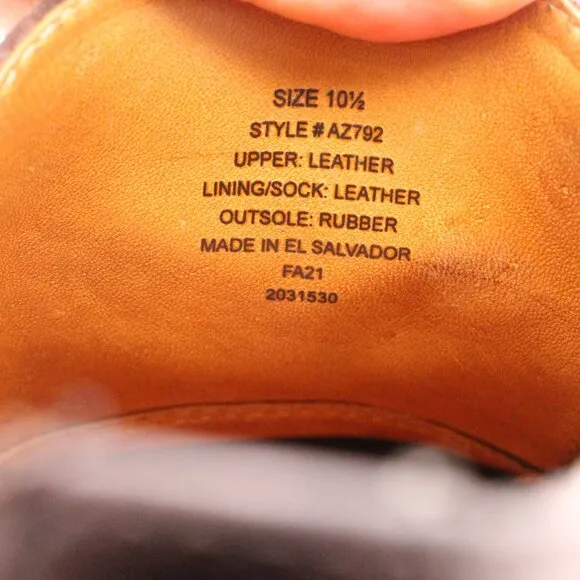 SIZE 10½
STYLE # AZ792
UPPER: LEATHER
LINING/SOCK: LEATHER
OUTSOLE: RUBBER
MADE IN EL SALVADOR
FA21
2031530